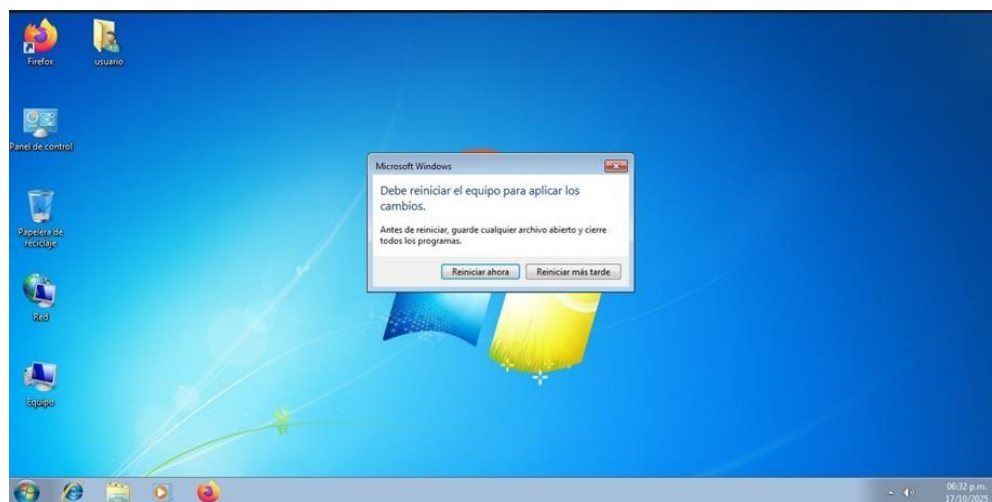 Firefox
usuario
Panel de control
Papelera de
reciclaje
Red
Equipo
Microsoft Windows
Debe reiniciar el equipo para aplicar los
cambios.
Antes de reiniciar, guarde cualquier archivo abierto y cierre
todos los programas.
Reiniciar ahora
Reiniciar más tarde
06:32 p.m.
17/10/2025